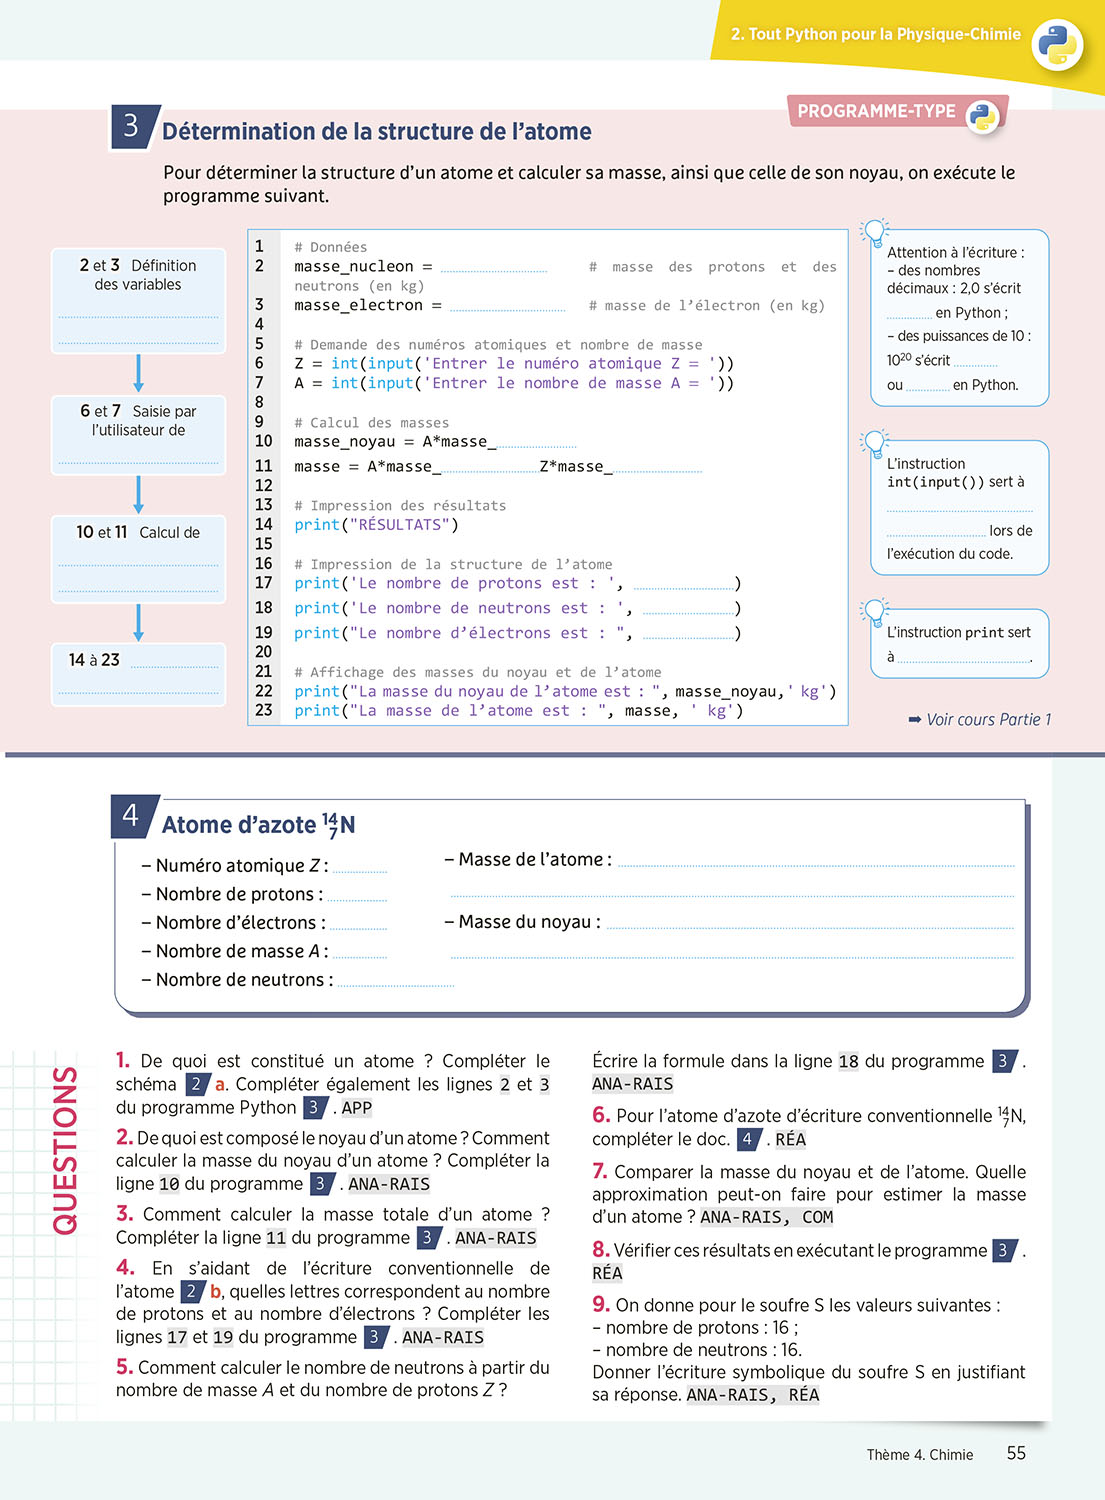 2. Tout Python pour la Physique-Chimie
PROGRAMME-TYPE
3 Détermination de la structure de l'atome
Pour déterminer la structure d'un atome et calculer sa masse, ainsi que celle de son noyau, on exécute le
programme suivant.
2 et 3 Définition
des variables
6 et 7 Saisie par
l'utilisateur de
10 et 11 Calcul de
14 à 23
1 # Données
2 masse_nucleon = # masse des protons et des
neutrons (en kg)
3 masse_electron = # masse de l'électron (en kg)
4
5 # Demande des numéros atomiques et nombre de masse
6 Z = int(input('Entrer le numéro atomique Z = '))
7 A = int(input('Entrer le nombre de masse A = '))
8
9 # Calcul des masses
10 masse_noyau = A*masse_
11 masse = A*masse_ Z*masse_
12
13 # Impression des résultats
14 print("RÉSULTATS")
15
16 # Impression de la structure de l'atome
17 print('Le nombre de protons est : ', )
18 print('Le nombre de neutrons est : ', )
19 print("Le nombre d'électrons est : ", )
20
21 # Affichage des masses du noyau et de l'atome
22 print("La masse du noyau de l'atome est : ", masse_noyau,' kg')
23 print("La masse de l'atome est : ", masse, ' kg')
Attention à l'écriture :
– des nombres
décimaux : 2,0 s'écrit
en Python ;
– des puissances de 10 :
10²⁰ s'écrit
ou en Python.
L'instruction
int(input()) sert à
lors de
l'exécution du code.
L'instruction print sert
à .
➡ Voir cours Partie 1
4 Atome d'azote ¹⁴₇N
– Numéro atomique Z :
– Nombre de protons :
– Nombre d'électrons :
– Nombre de masse A :
– Nombre de neutrons :
– Masse de l'atome :
– Masse du noyau :
QUESTIONS
1. De quoi est constitué un atome ? Compléter le
schéma 2 a. Compléter également les lignes 2 et 3
du programme Python 3 . APP
2. De quoi est composé le noyau d'un atome ? Comment
calculer la masse du noyau d'un atome ? Compléter la
ligne 10 du programme 3 . ANA-RAIS
3. Comment calculer la masse totale d'un atome ?
Compléter la ligne 11 du programme 3 . ANA-RAIS
4. En s'aidant de l'écriture conventionnelle de
l'atome 2 b, quelles lettres correspondent au nombre
de protons et au nombre d'électrons ? Compléter les
lignes 17 et 19 du programme 3 . ANA-RAIS
5. Comment calculer le nombre de neutrons à partir du
nombre de masse A et du nombre de protons Z ?
Écrire la formule dans la ligne 18 du programme 3 .
ANA-RAIS
6. Pour l'atome d'azote d'écriture conventionnelle ¹⁴₇N,
compléter le doc. 4 . RÉA
7. Comparer la masse du noyau et de l'atome. Quelle
approximation peut-on faire pour estimer la masse
d'un atome ? ANA-RAIS, COM
8. Vérifier ces résultats en exécutant le programme 3 .
RÉA
9. On donne pour le soufre S les valeurs suivantes :
– nombre de protons : 16 ;
– nombre de neutrons : 16.
Donner l'écriture symbolique du soufre S en justifiant
sa réponse. ANA-RAIS, RÉA
Thème 4. Chimie 55